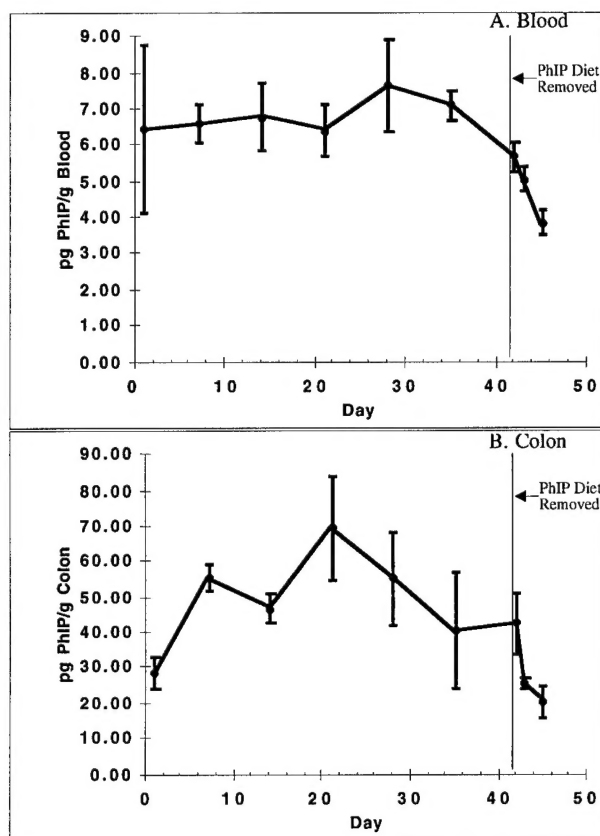 A. Blood
9.00
8.00
7.00
6.00
5.00
4.00
3.00
2.00
1.00
0.00
pg PhIP/g Blood
PhIP Diet
Removed
0 10 20 30 40 50
Day
B. Colon
90.00
80.00
70.00
60.00
50.00
40.00
30.00
20.00
10.00
0.00
pg PhIP/g Colon
PhIP Diet
Removed
0 10 20 30 40 50
Day